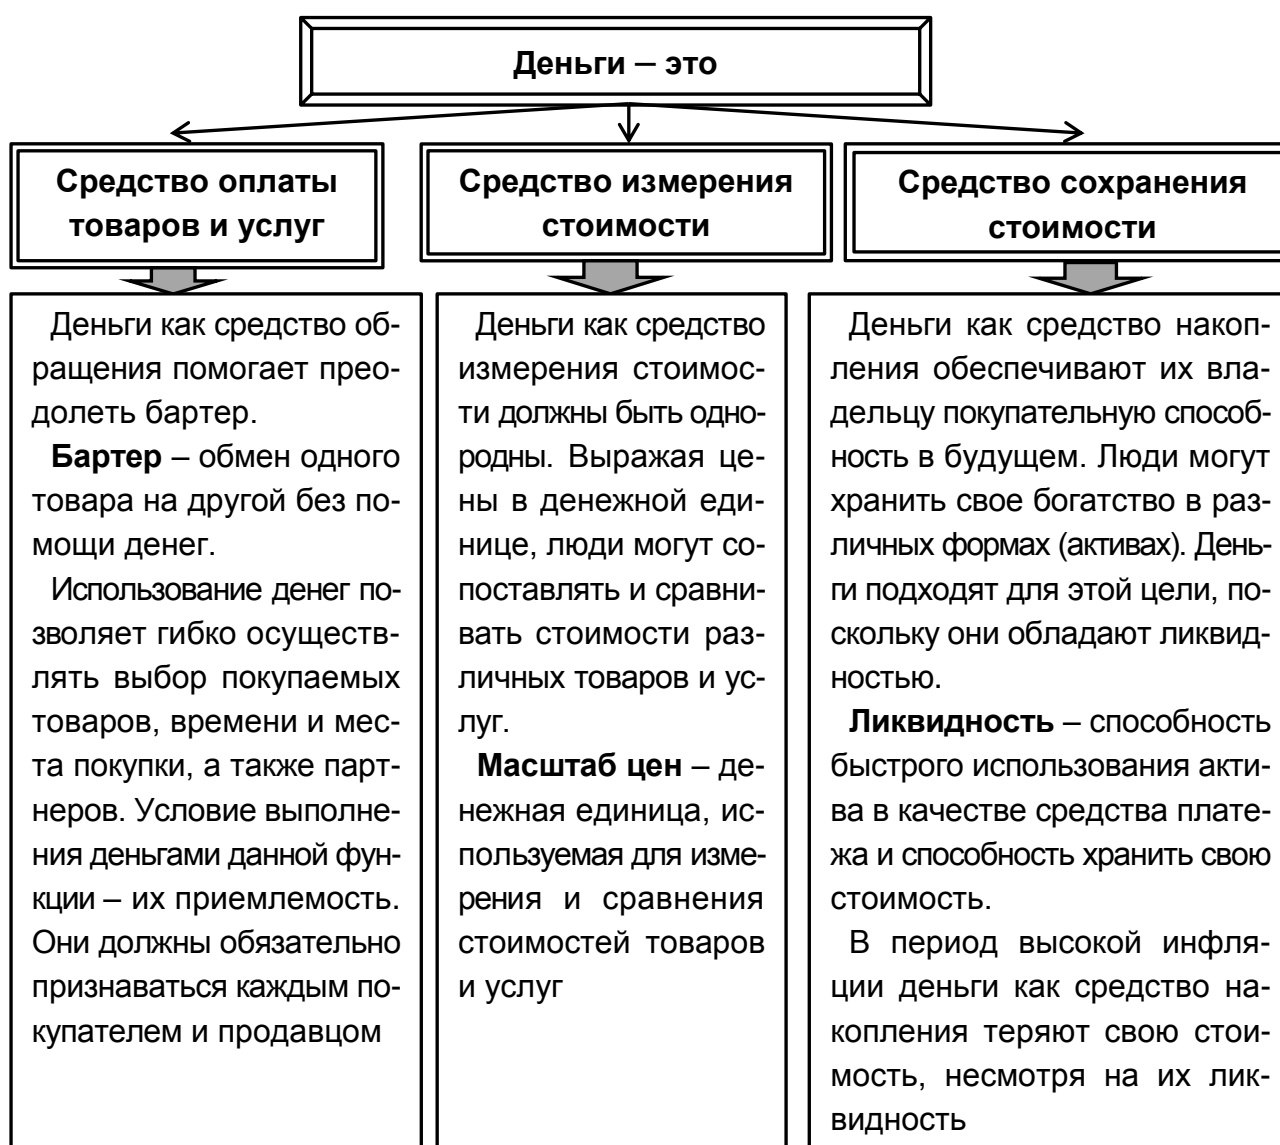 Деньги – это
Средство оплаты
товаров и услуг
Средство измерения
стоимости
Средство сохранения
стоимости
Деньги как средство об-
ращения помогает прео-
долеть бартер.
Бартер – обмен одного
товара на другой без по-
мощи денег.
Использование денег по-
зволяет гибко осуществ-
лять выбор покупаемых
товаров, времени и мес-
та покупки, а также парт-
неров. Условие выполне-
ния деньгами данной фун-
кции – их приемлемость.
Они должны обязательно
признаваться каждым по-
купателем и продавцом
Деньги как средство
измерения стоимос-
ти должны быть одно-
родны. Выражая це-
ны в денежной еди-
нице, люди могут со-
поставлять и сравни-
вать стоимости раз-
личных товаров и ус-
луг.
Масштаб цен – де-
нежная единица, ис-
пользуемая для изме-
рения и сравнения
стоимостей товаров
и услуг
Деньги как средство накоп-
ления обеспечивают их вла-
дельцу покупательную способ-
ность в будущем. Люди могут
хранить свое богатство в раз-
личных формах (активах). День-
ги подходят для этой цели, по-
скольку они обладают ликвид-
ностью.
Ликвидность – способность
быстрого использования акти-
ва в качестве средства плате-
жа и способность хранить свою
стоимость.
В период высокой инфля-
ции деньги как средство на-
копления теряют свою стои-
мость, несмотря на их лик-
видность